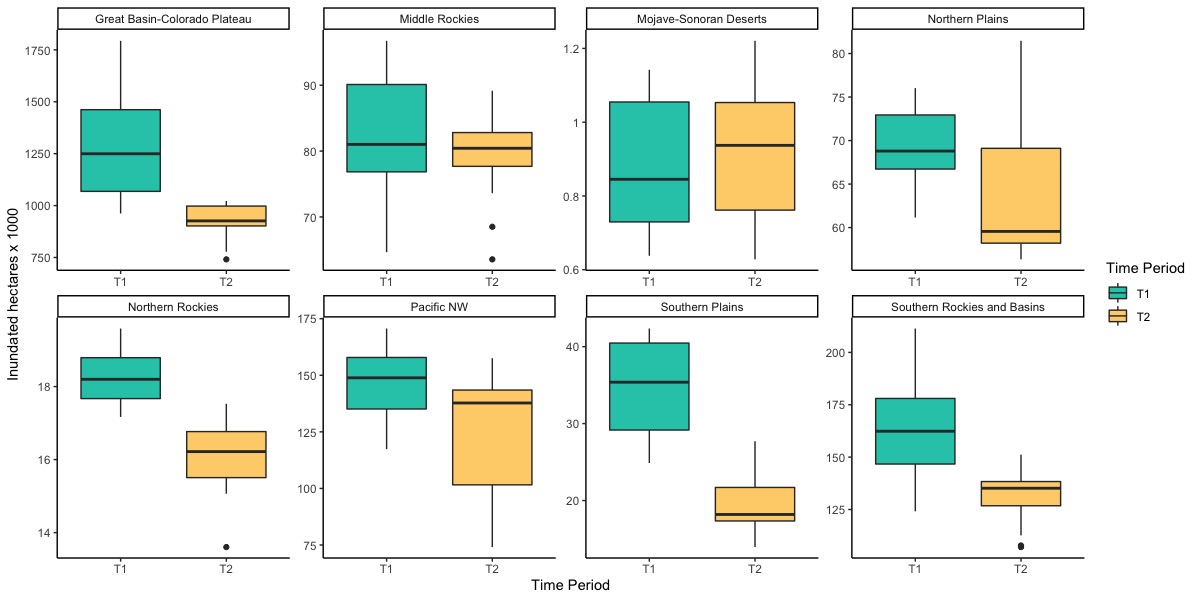 Great Basin-Colorado Plateau
Middle Rockies
Mojave-Sonoran Deserts
Northern Plains
1750
1500
1250
1000
750
90
80
70
1.2
1
0.8
0.6
80
75
70
65
60
T1
T2
T1
T2
T1
T2
T1
T2
Inundated hectares x 1000
Northern Rockies
Pacific NW
Southern Plains
Southern Rockies and Basins
18
16
14
175
150
125
100
75
40
30
20
200
175
150
125
T1
T2
T1
T2
T1
T2
T1
T2
Time Period
Time Period
T1
T2